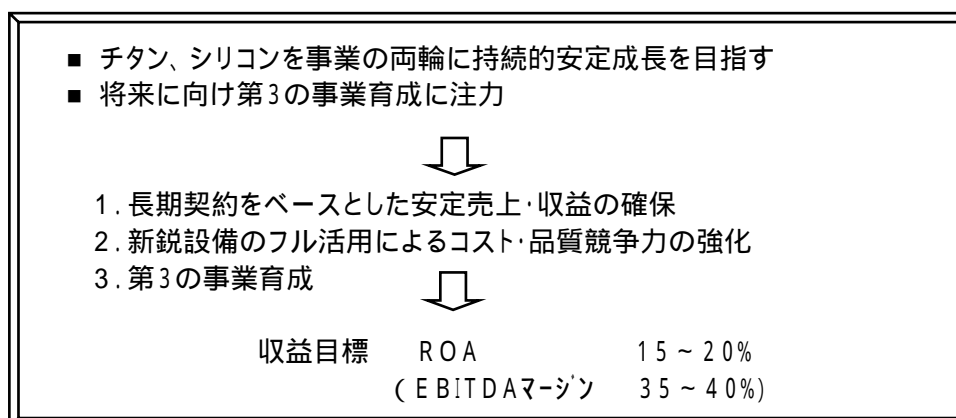 ■ チタン、シリコンを事業の両輪に持続的安定成長を目指す
■ 将来に向け第3の事業育成に注力
1.長期契約をベースとした安定売上・収益の確保
2.新鋭設備のフル活用によるコスト・品質競争力の強化
3.第3の事業育成
収益目標 ROA 15~20%
(EBITDAマージン 35~40%)